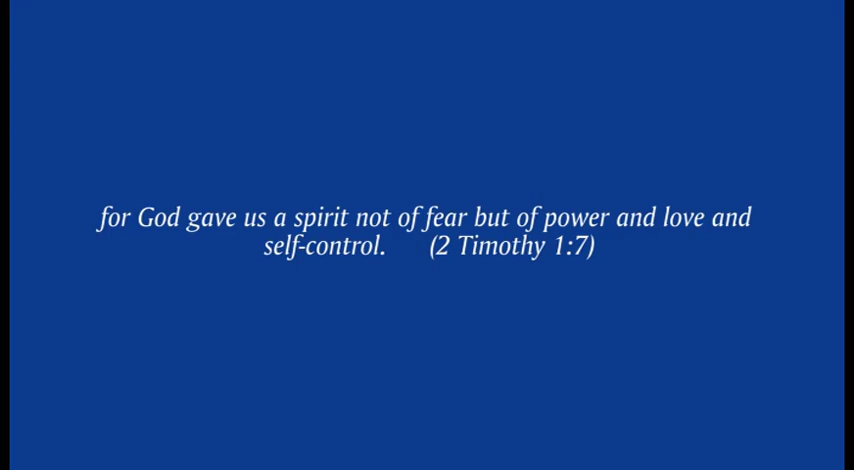 for God gave us a spirit not of fear but of power and love and
self-control. (2 Timothy 1:7)